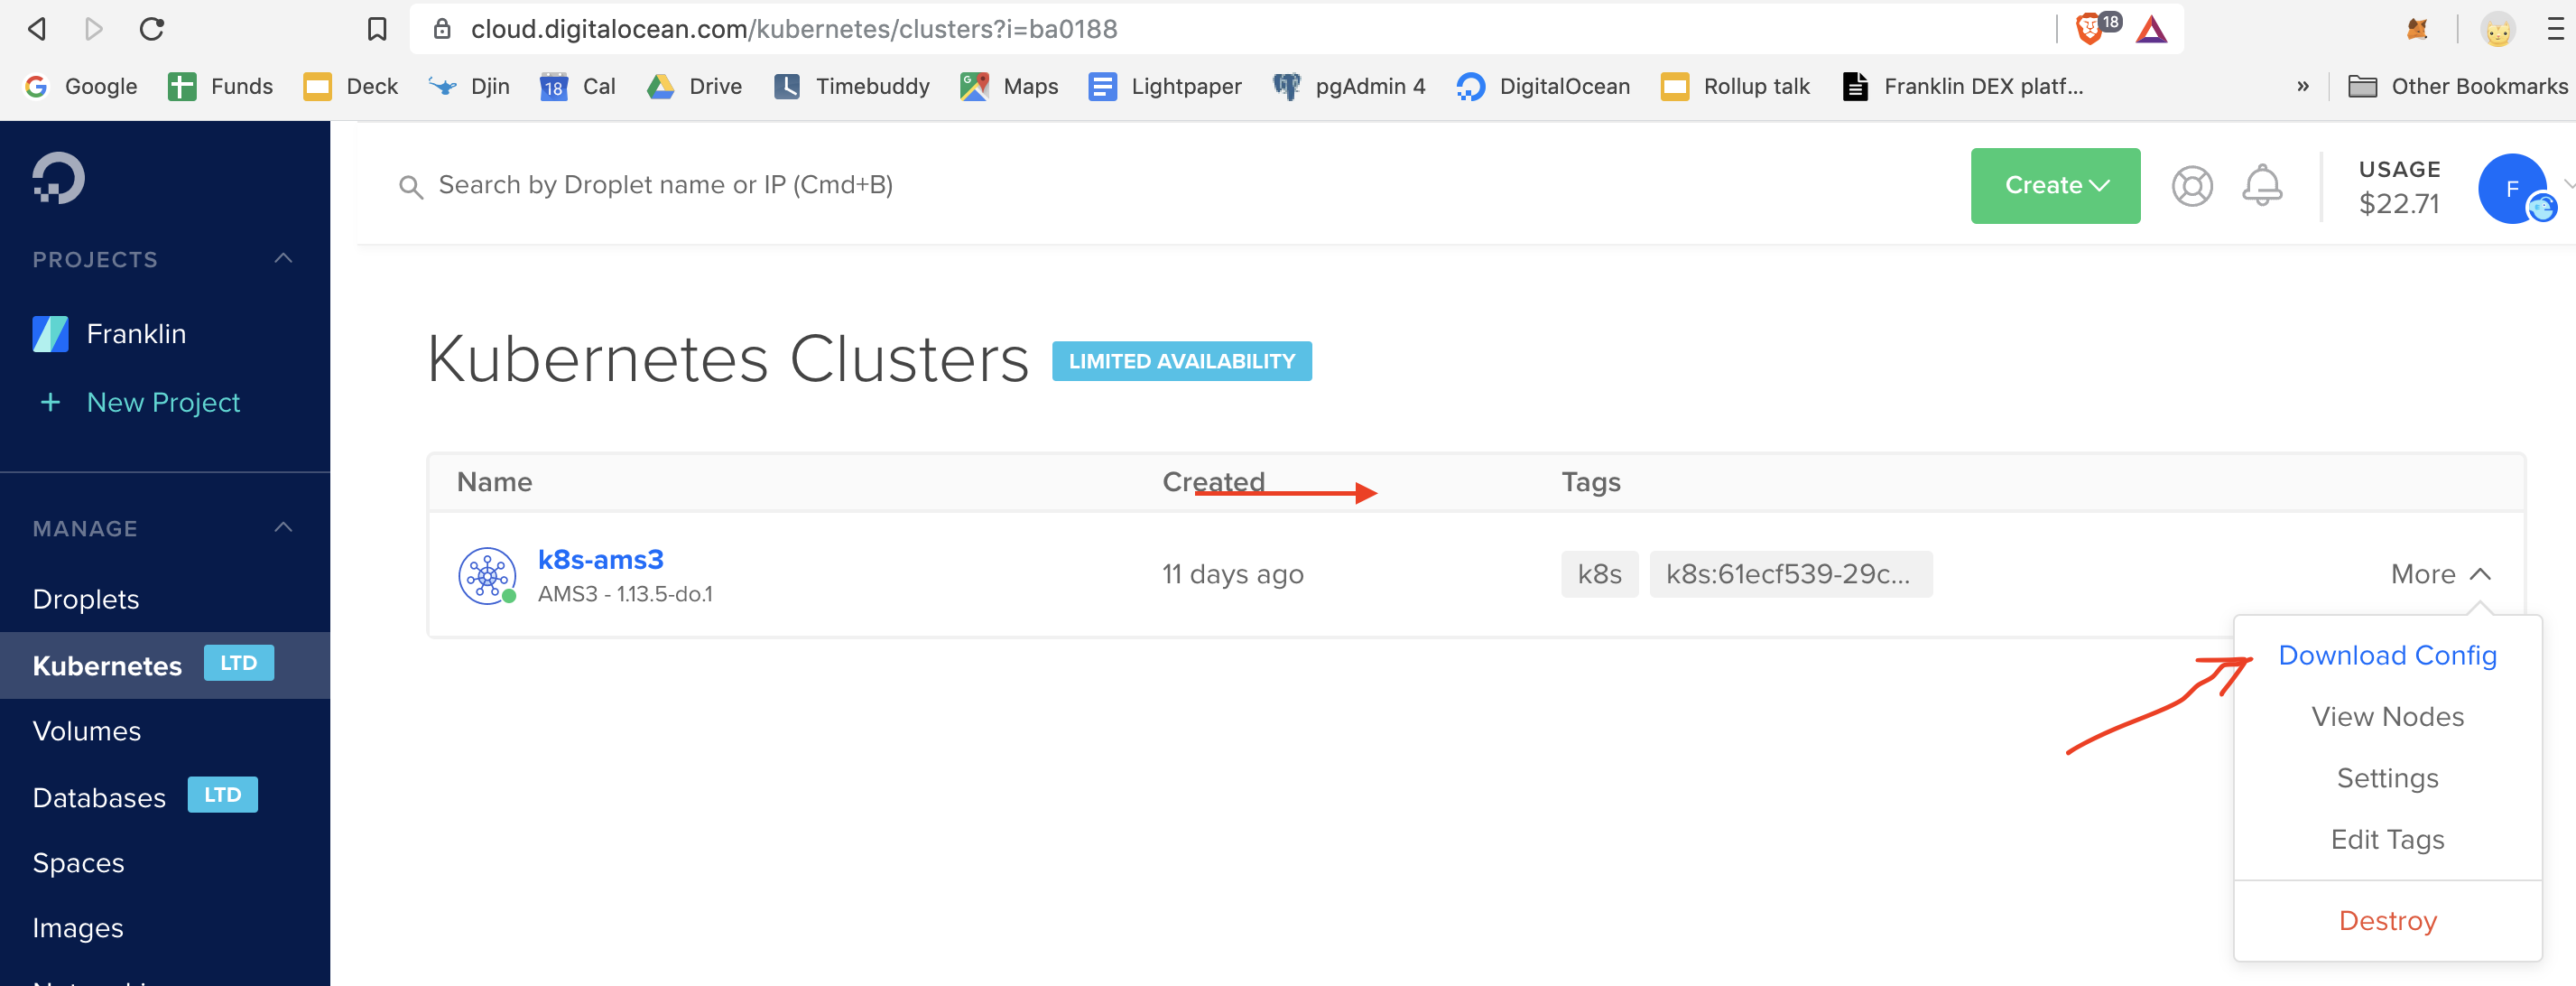 cloud.digitalocean.com/kubernetes/clusters?i=ba0188
18
Google Funds Deck Djin 18 Cal Drive Timebuddy Maps Lightpaper pgAdmin 4 DigitalOcean Rollup talk Franklin DEX platf... » Other Bookmarks
Search by Droplet name or IP (Cmd+B)
Create
USAGE
$22.71
F
PROJECTS
Franklin
+ New Project
MANAGE
Droplets
Kubernetes LTD
Volumes
Databases LTD
Spaces
Images
Kubernetes Clusters LIMITED AVAILABILITY
Name Created Tags
k8s-ams3
AMS3 - 1.13.5-do.1
11 days ago
k8s k8s:61ecf539-29c...
More
Download Config
View Nodes
Settings
Edit Tags
Destroy